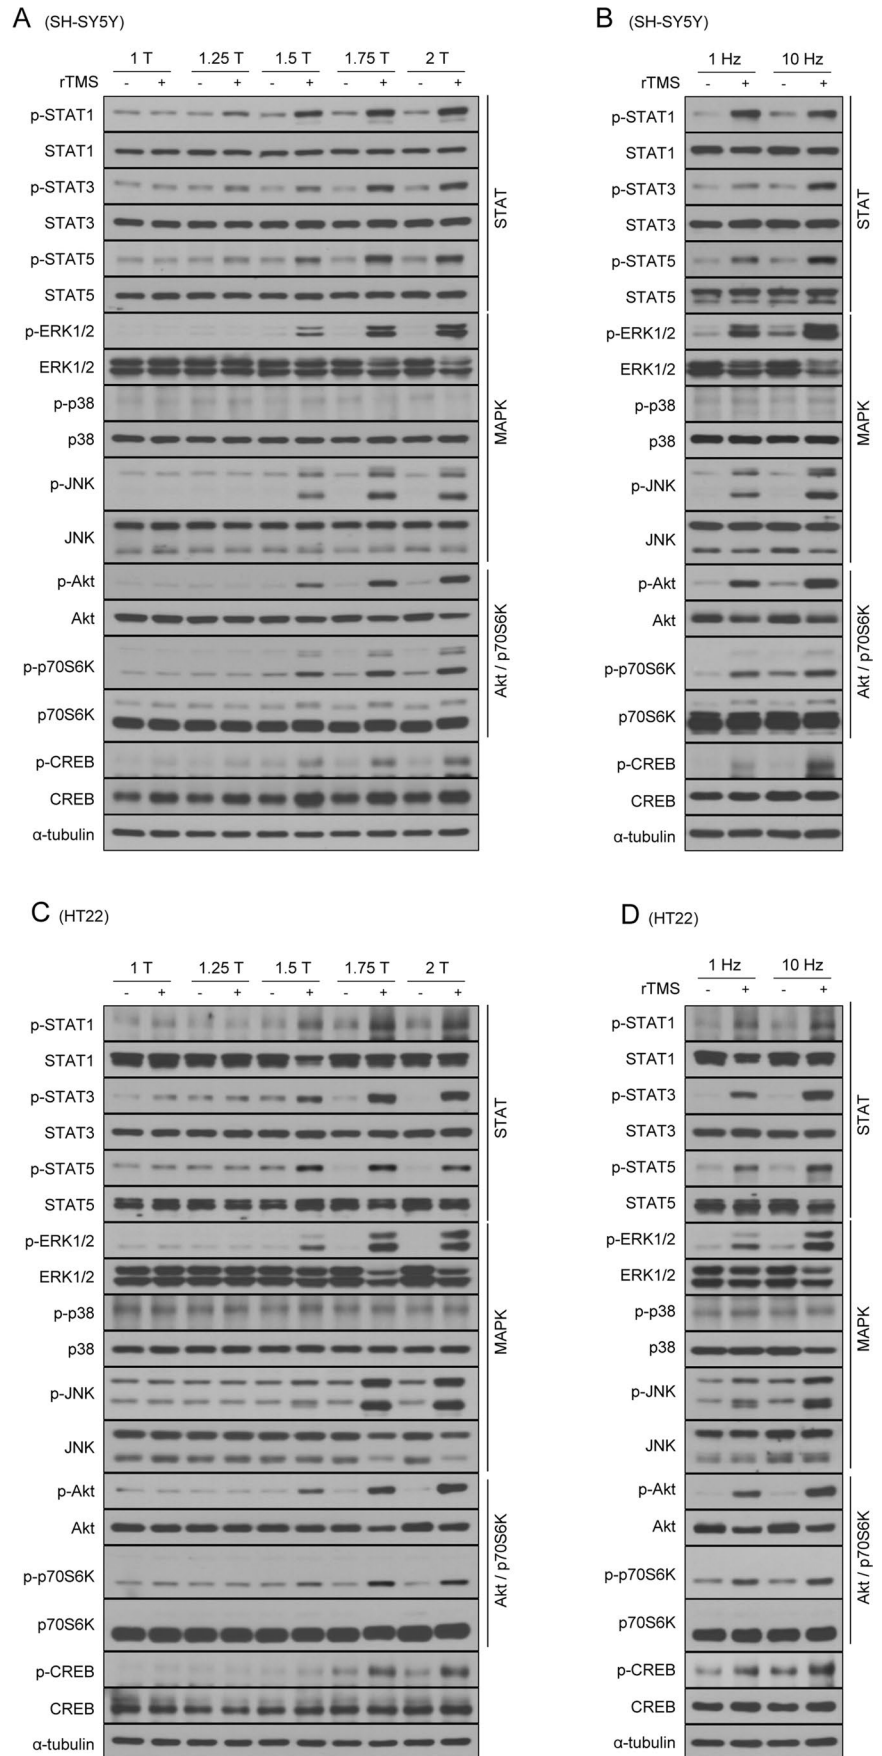 A (SH-SY5Y)
1 T 1.25 T 1.5 T 1.75 T 2 T
rTMS - + - + - + - + - +
p-STAT1
STAT1
p-STAT3
STAT3
p-STAT5
STAT5
STAT
p-ERK1/2
ERK1/2
p-p38
p38
p-JNK
JNK
MAPK
p-Akt
Akt
p-p70S6K
p70S6K
Akt / p70S6K
p-CREB
CREB
α-tubulin
B (SH-SY5Y)
1 Hz 10 Hz
rTMS - + - +
p-STAT1
STAT1
p-STAT3
STAT3
p-STAT5
STAT5
STAT
p-ERK1/2
ERK1/2
p-p38
p38
p-JNK
JNK
MAPK
p-Akt
Akt
p-p70S6K
p70S6K
Akt / p70S6K
p-CREB
CREB
α-tubulin
C (HT22)
1 T 1.25 T 1.5 T 1.75 T 2 T
- + - + - + - + - +
p-STAT1
STAT1
p-STAT3
STAT3
p-STAT5
STAT5
STAT
p-ERK1/2
ERK1/2
p-p38
p38
p-JNK
JNK
MAPK
p-Akt
Akt
p-p70S6K
p70S6K
Akt / p70S6K
p-CREB
CREB
α-tubulin
D (HT22)
1 Hz 10 Hz
rTMS - + - +
p-STAT1
STAT1
p-STAT3
STAT3
p-STAT5
STAT5
STAT
p-ERK1/2
ERK1/2
p-p38
p38
p-JNK
JNK
MAPK
p-Akt
Akt
p-p70S6K
p70S6K
Akt / p70S6K
p-CREB
CREB
α-tubulin